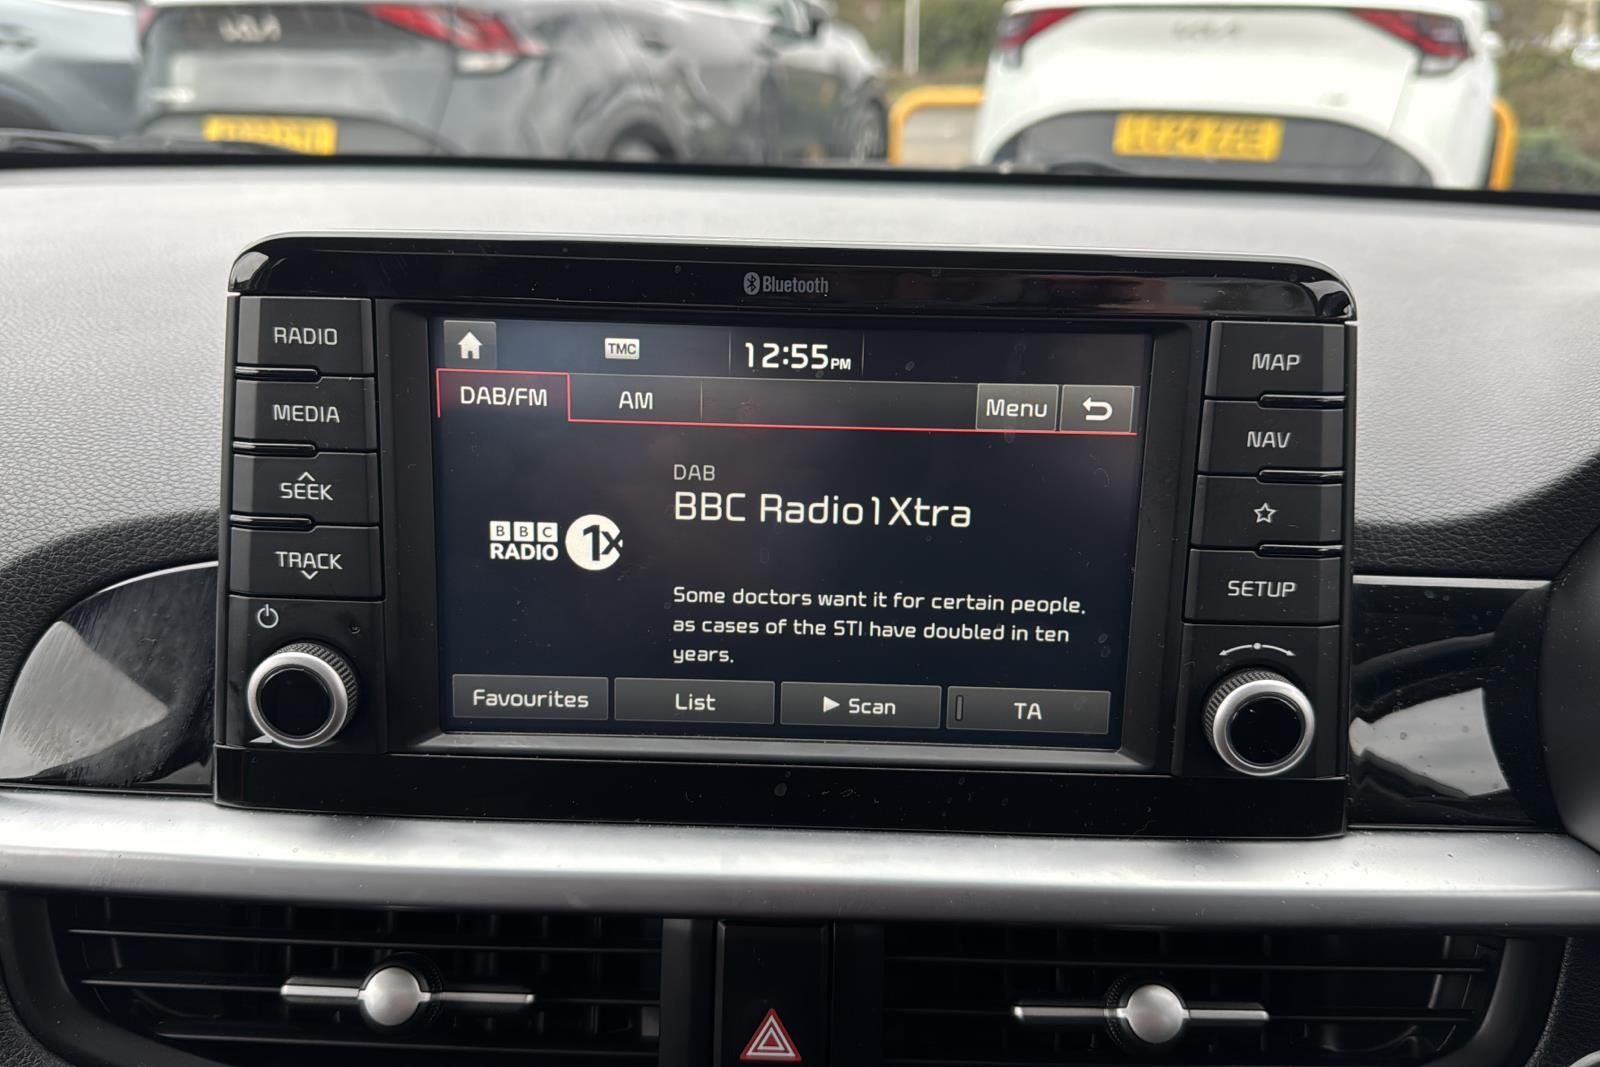 KIA
Bluetooth
RADIO
MEDIA
SEEK
TRACK
TMC
12:55PM
DAB/FM
AM
Menu
DAB
BBC Radio1Xtra
BBC
RADIO 1X
Some doctors want it for certain people,
as cases of the STI have doubled in ten
years.
Favourites
List
Scan
TA
MAP
NAV
SETUP